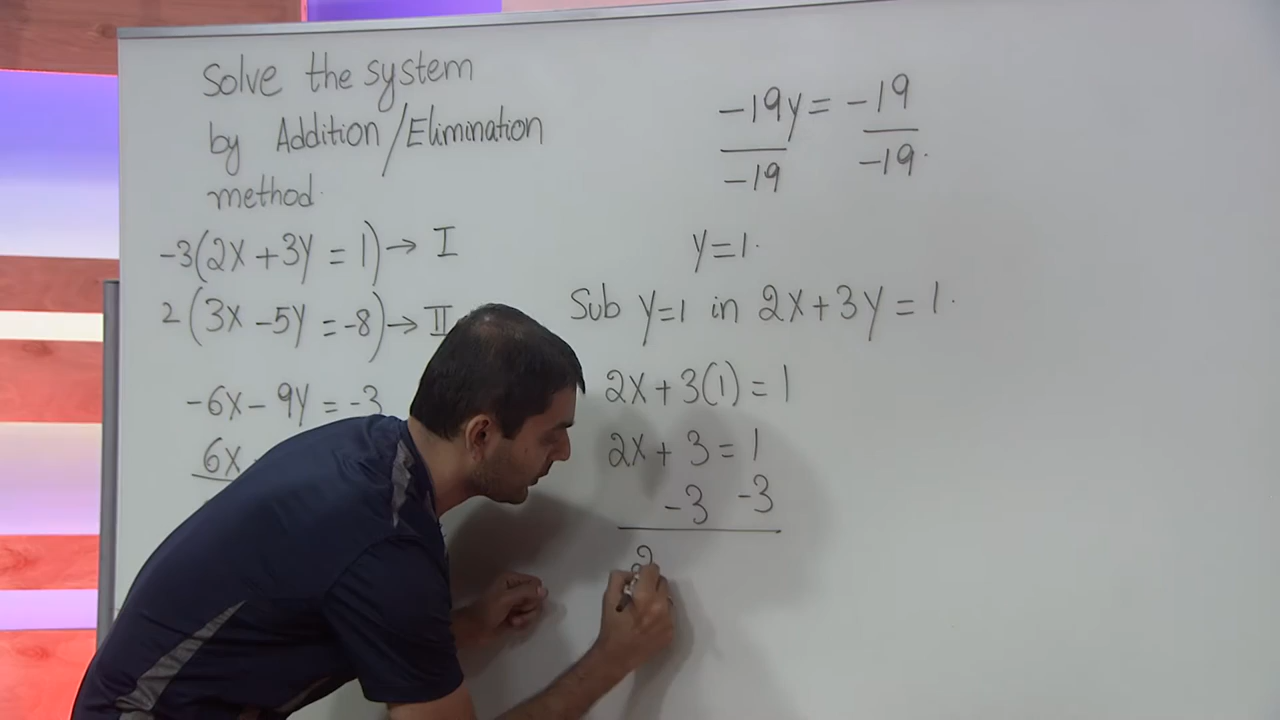 Solve the system
by Addition/Elimination
method.
-3(2x + 3y = 1) → I
2(3x - 5y = -8) → II
-6x - 9y = -3
6x
-19y = -19
-19 -19.
y = 1.
Sub y=1 in 2x + 3y = 1.
2x + 3(1) = 1
2x + 3 = 1
-3 -3
2